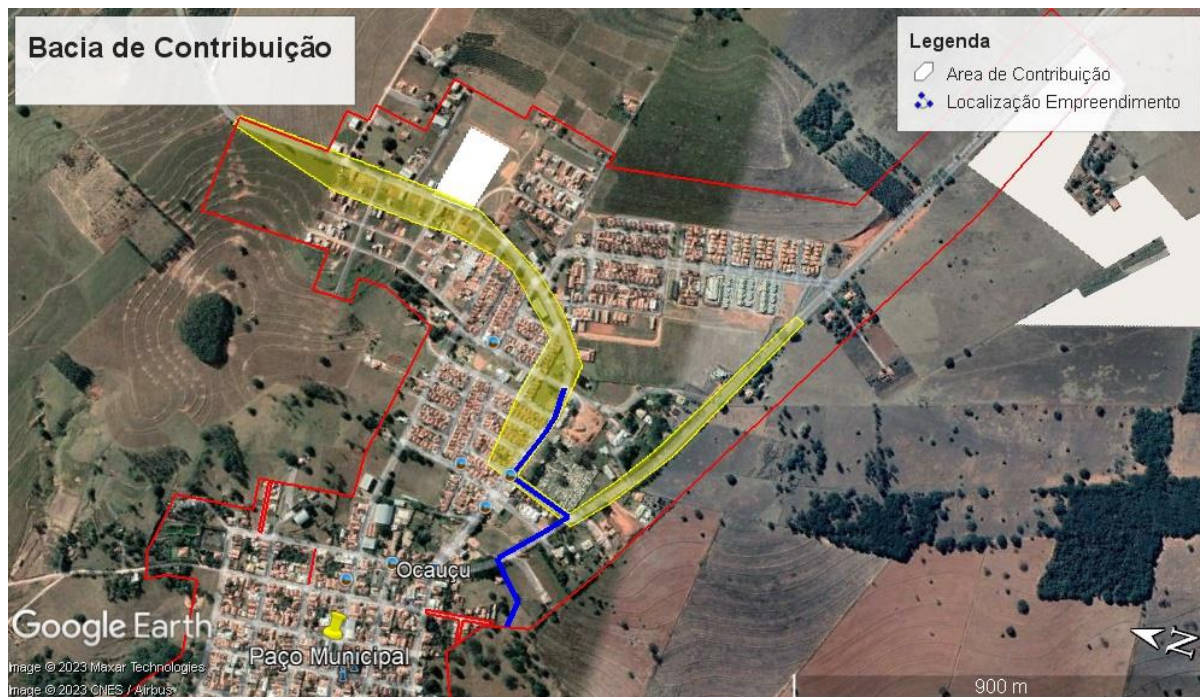 Bacia de Contribuição
Legenda
Area de Contribuição
Localização Empreendimento
Ocauçu
Google Earth
Paço Municipal
Image © 2023 Maxar Technologies
Image © 2023 CNES / Airbus
900 m
N